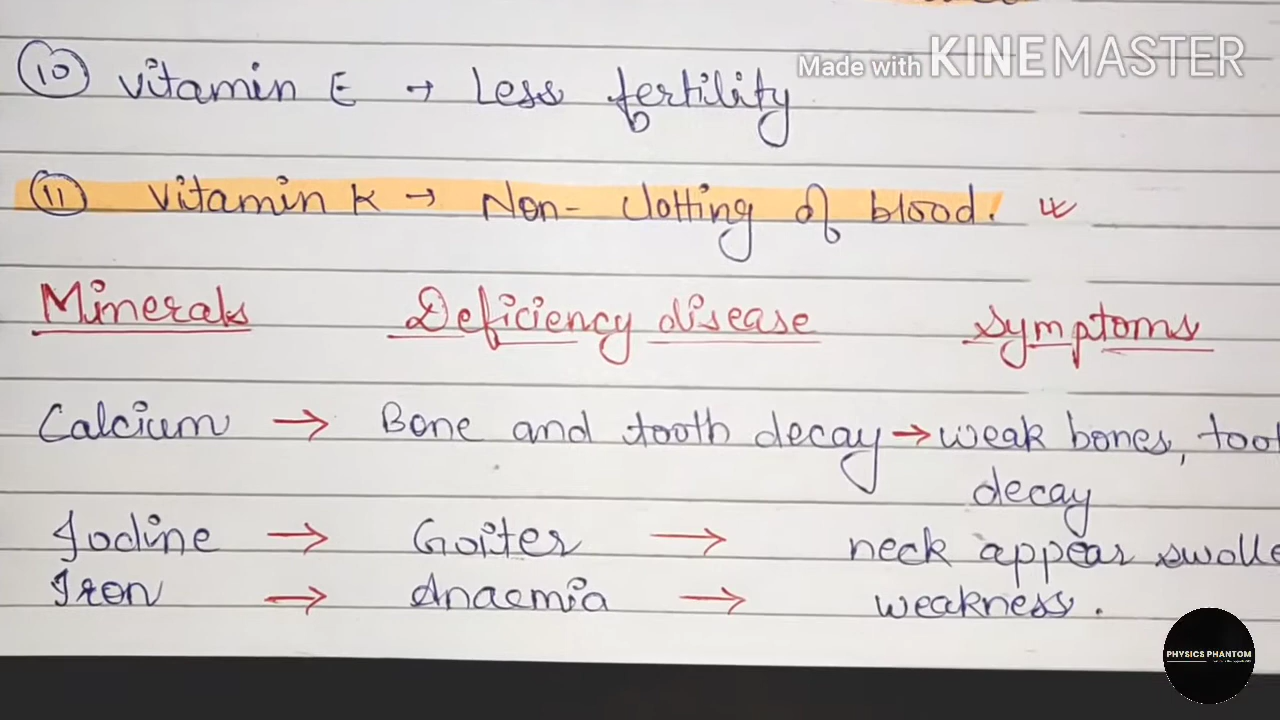 Made with KINEMASTER
10 Vitamin E → Less fertility
11 Vitamin K → Non- Clotting of blood.
Minerals Deficiency disease Symptoms
Calcium → Bone and tooth decay → weak bones, toot
decay
Iodine → Goiter → neck appear swolle
Iron → Anaemia → weakness.
PHYSICS PHANTOM